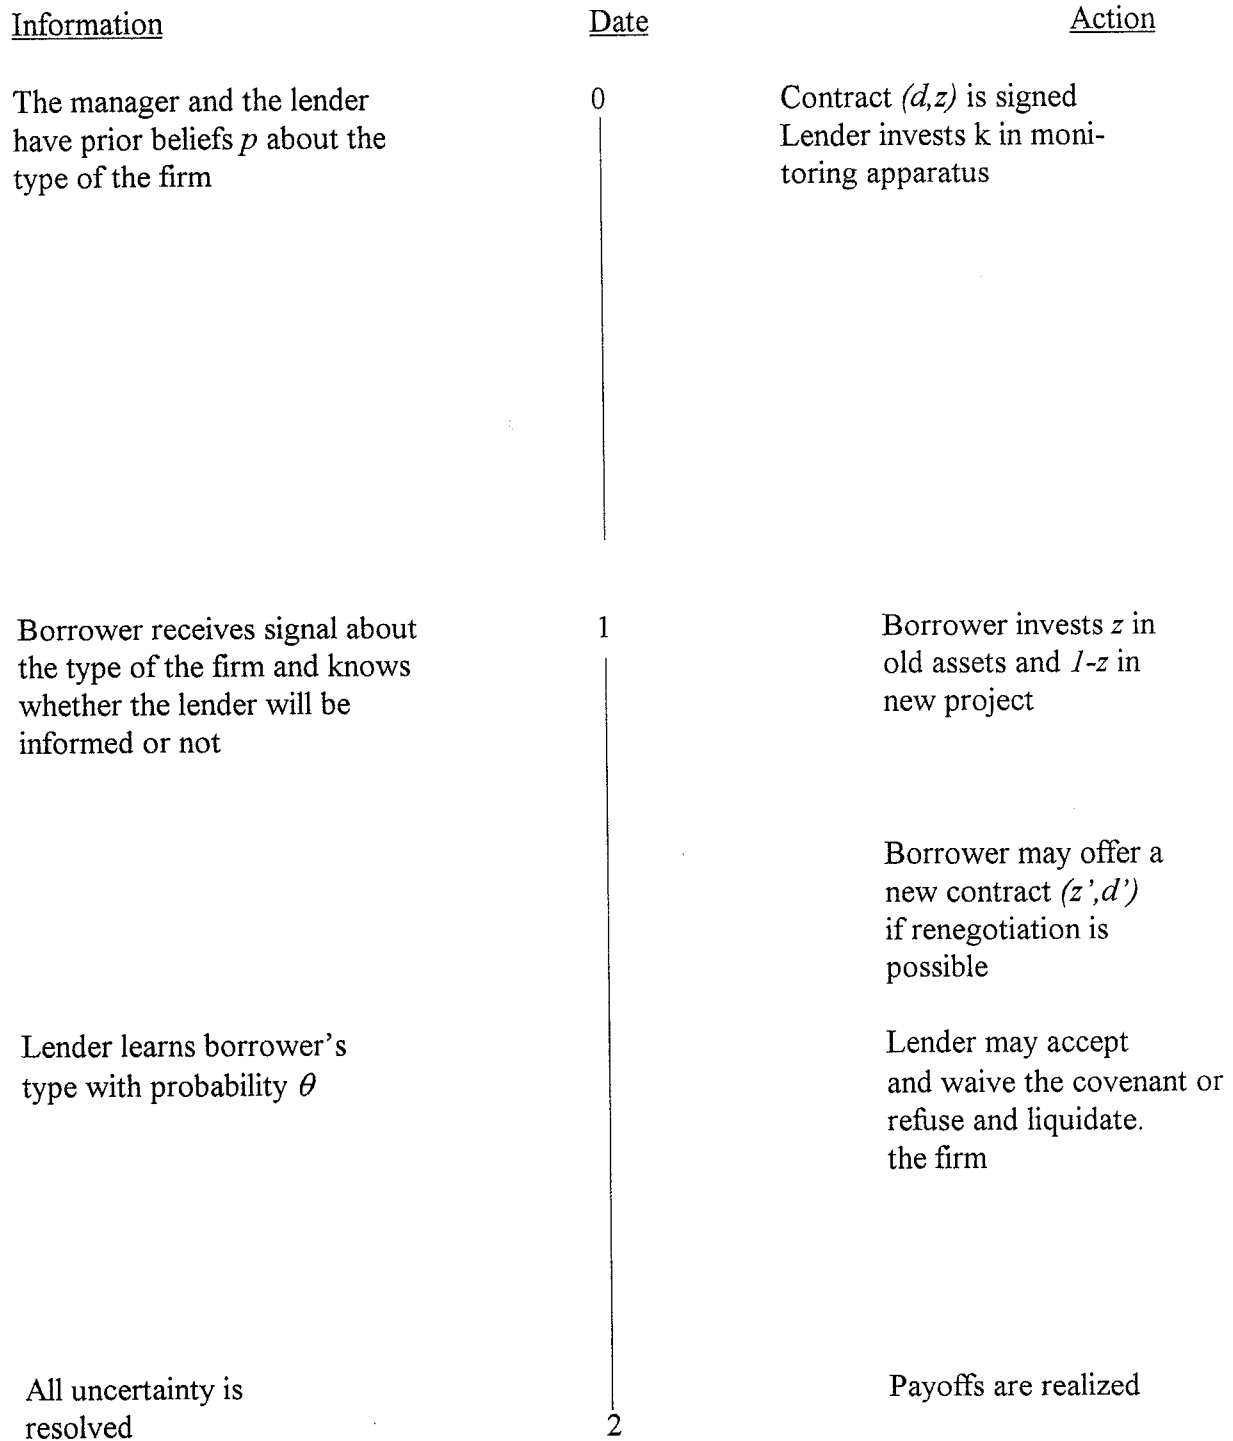 Information
Date
Action
The manager and the lender
have prior beliefs p about the
type of the firm
0
Contract (d,z) is signed
Lender invests k in moni-
toring apparatus
Borrower receives signal about
the type of the firm and knows
whether the lender will be
informed or not
1
Borrower invests z in
old assets and 1-z in
new project
Borrower may offer a
new contract (z',d')
if renegotiation is
possible
Lender learns borrower's
type with probability θ
Lender may accept
and waive the covenant or
refuse and liquidate.
the firm
All uncertainty is
resolved
2
Payoffs are realized